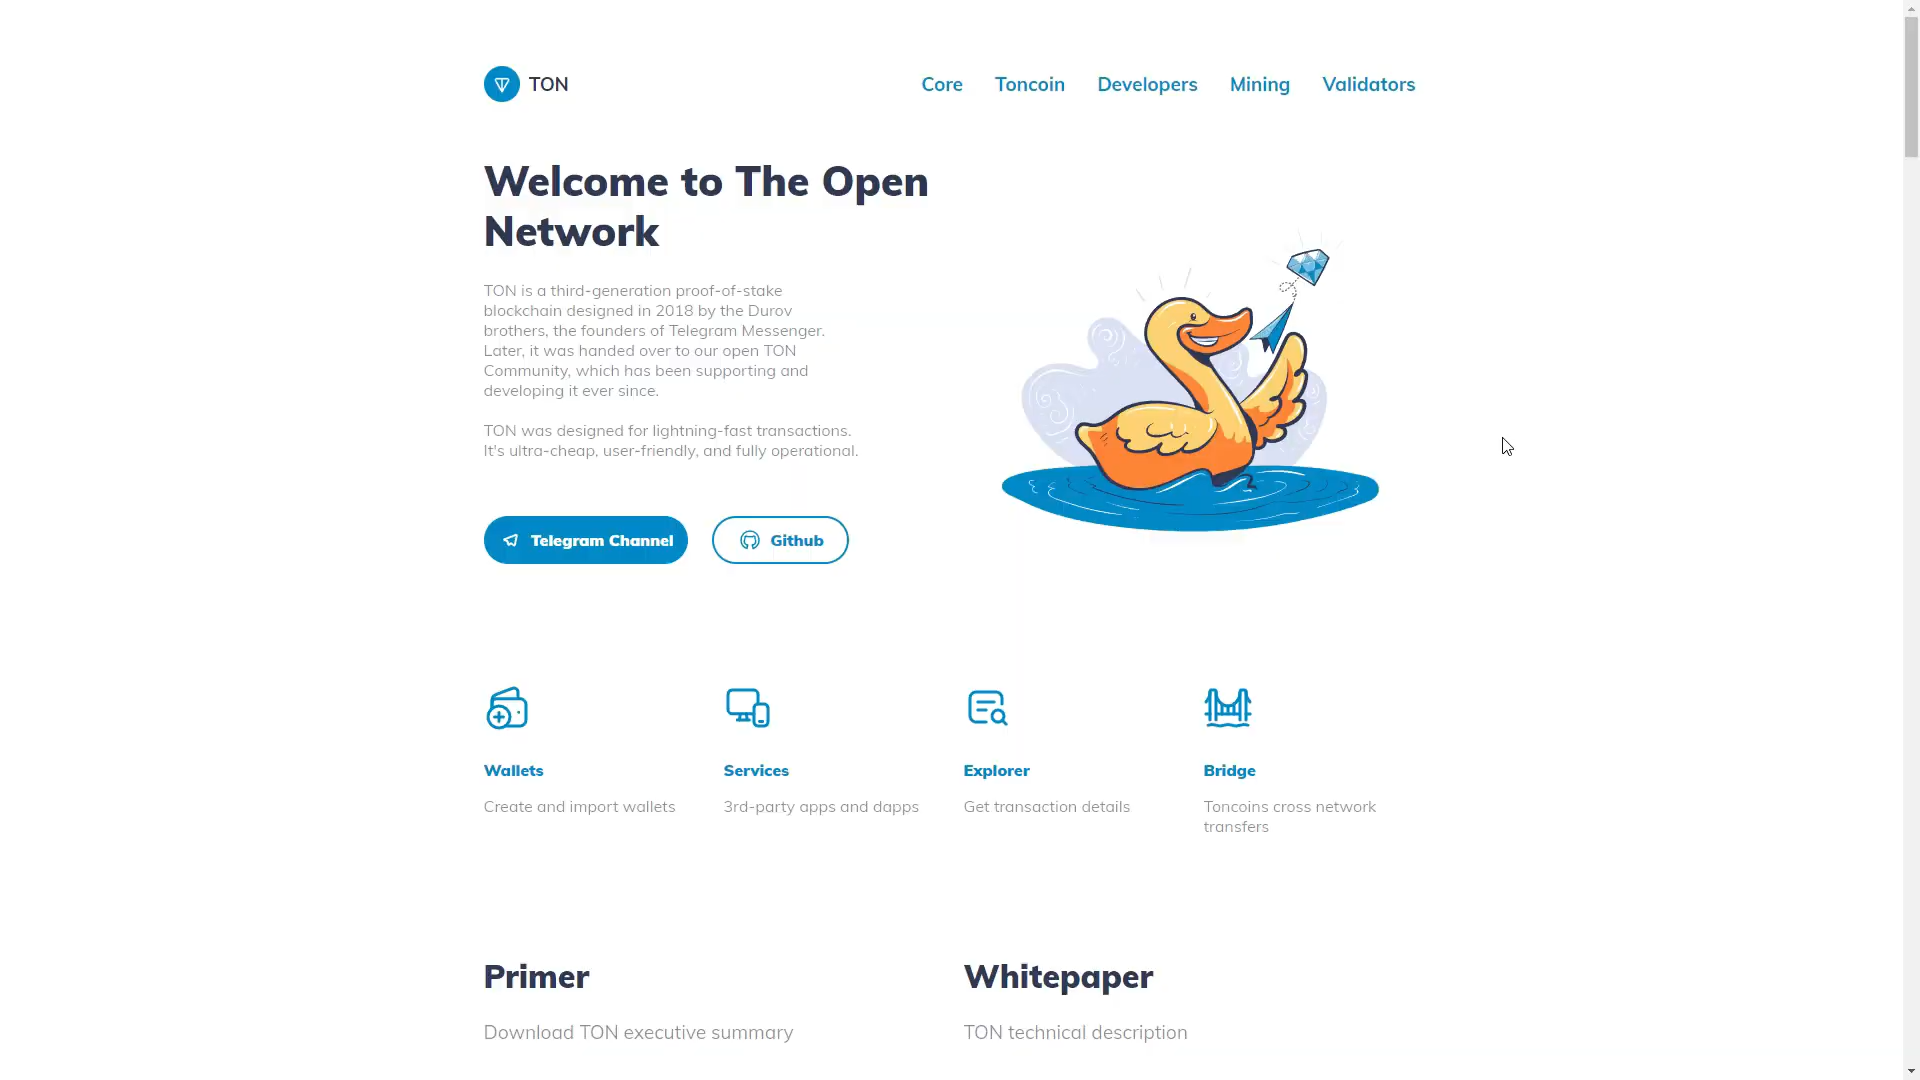 TON
Core Toncoin Developers Mining Validators
Welcome to The Open
Network
TON is a third-generation proof-of-stake
blockchain designed in 2018 by the Durov
brothers, the founders of Telegram Messenger.
Later, it was handed over to our open TON
Community, which has been supporting and
developing it ever since.
TON was designed for lightning-fast transactions.
It's ultra-cheap, user-friendly, and fully operational.
Telegram Channel
Github
Wallets
Create and import wallets
Services
3rd-party apps and dapps
Explorer
Get transaction details
Bridge
Toncoins cross network
transfers
Primer
Download TON executive summary
Whitepaper
TON technical description